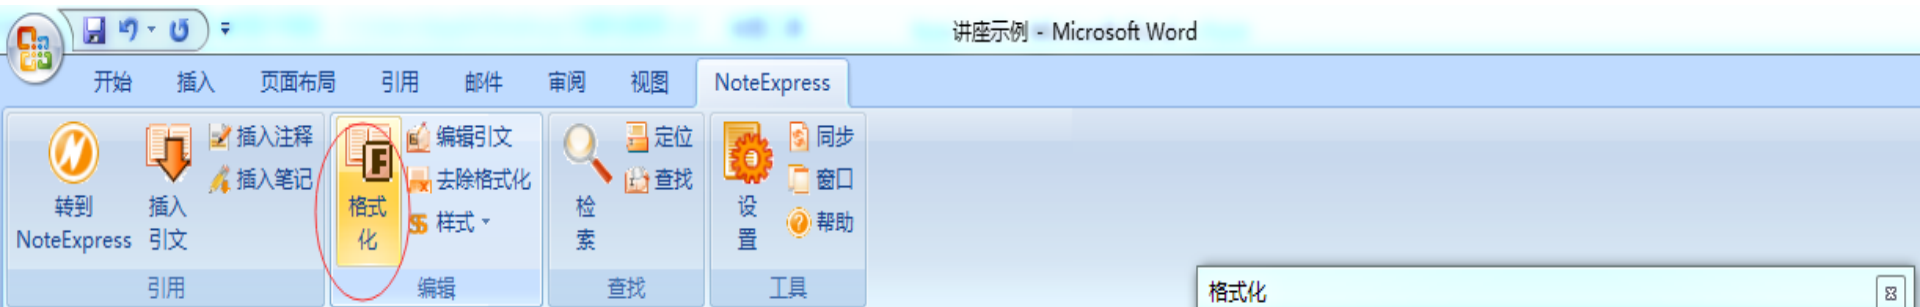 讲座示例 - Microsoft Word
开始 插入 页面布局 引用 邮件 审阅 视图 NoteExpress
转到
NoteExpress
插入
引文
插入注释
插入笔记
引用
格式
化
编辑引文
去除格式化
样式
编辑
检
索
定位
查找
查找
设
置
同步
窗口
帮助
工具
格式化